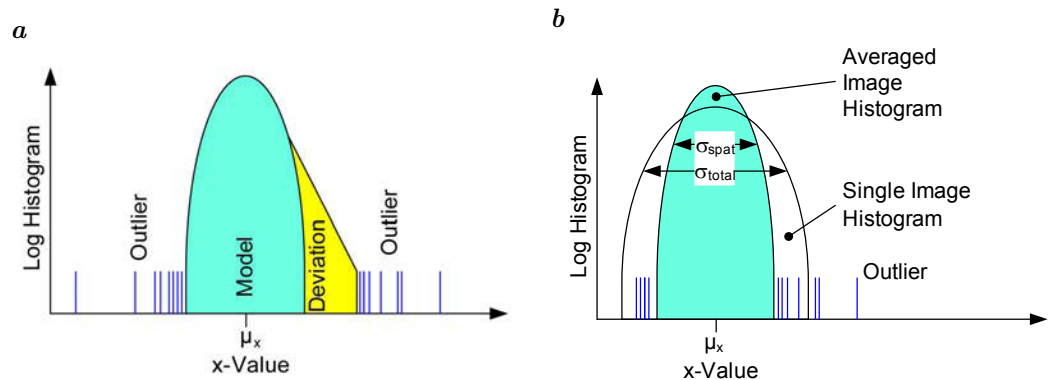 a
Log Histogram
Outlier
Model
Deviation
Outlier
μx
x-Value
b
Averaged
Image
Histogram
Log Histogram
σspat
σtotal
Single Image
Histogram
Outlier
μx
x-Value